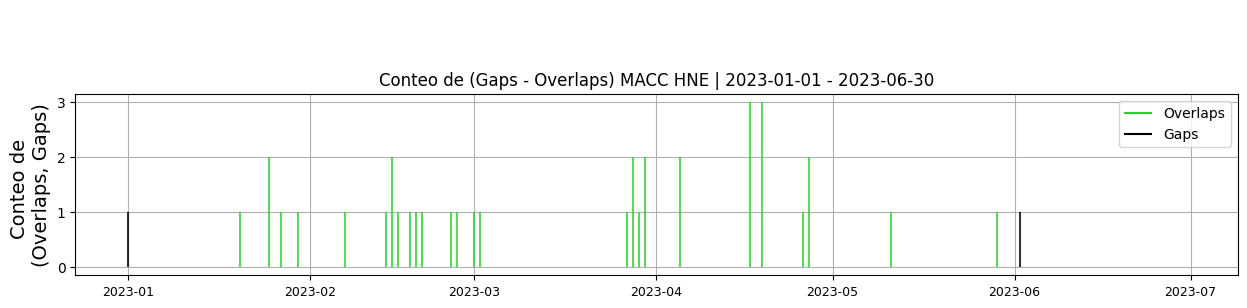 Conteo de (Gaps - Overlaps) MACC HNE | 2023-01-01 - 2023-06-30
Conteo de
(Overlaps, Gaps)
3
2
1
0
Overlaps
Gaps
2023-01
2023-02
2023-03
2023-04
2023-05
2023-06
2023-07